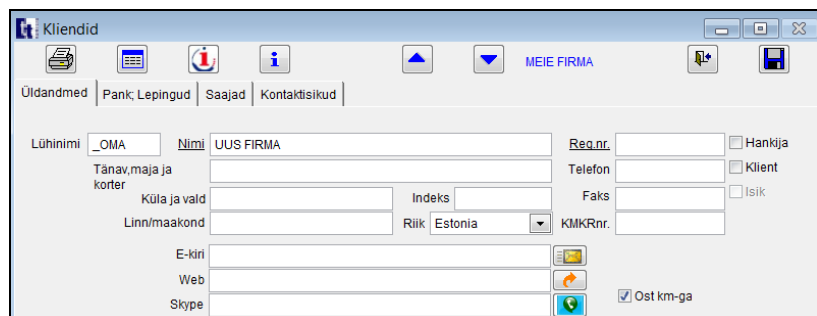 Kliendid
MEIE FIRMA
Üldandmed Pank; Lepingud Saajad Kontaktisikud
Lühinimi _OMA Nimi UUS FIRMA Reg.nr. Hankija
Tänav,maja ja korter Telefon Klient
Küla ja vald Indeks Faks Isik
Linn/maakond Riik Estonia KMKRnr.
E-kiri
Web
Skype Ost km-ga